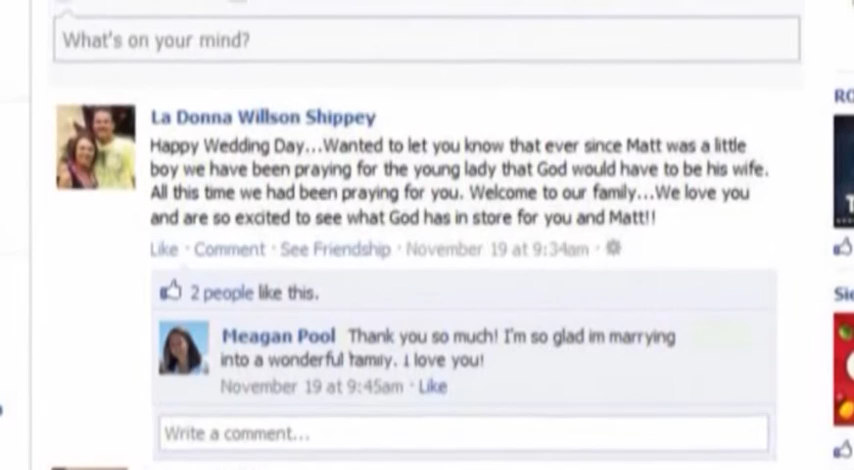 What's on your mind?
La Donna Willson Shippey
Happy Wedding Day...Wanted to let you know that ever since Matt was a little
boy we have been praying for the young lady that God would have to be his wife.
All this time we had been praying for you. Welcome to our family...We love you
and are so excited to see what God has in store for you and Matt!!
Like · Comment · See Friendship · November 19 at 9:34am ·
2 people like this.
Meagan Pool Thank you so much! I'm so glad im marrying
into a wonderful family. I love you!
November 19 at 9:45am · Like
Write a comment...
RO
T
Sie